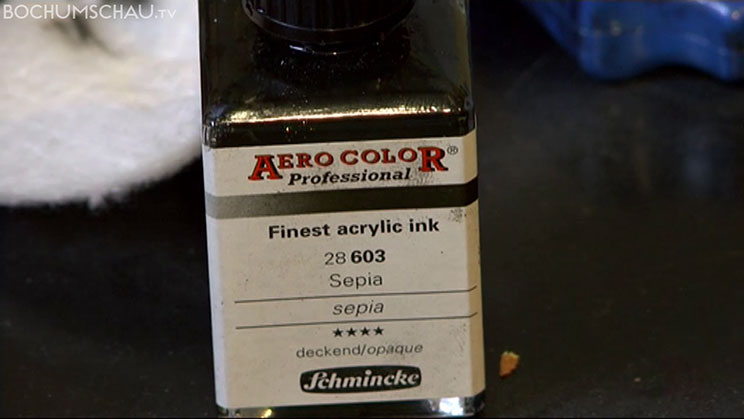 BOCHUMSCHAU.TV
AERO COLOR®
Professional
Finest acrylic ink
28 603
Sepia
sepia
★★★★
deckend/opaque
Schmincke